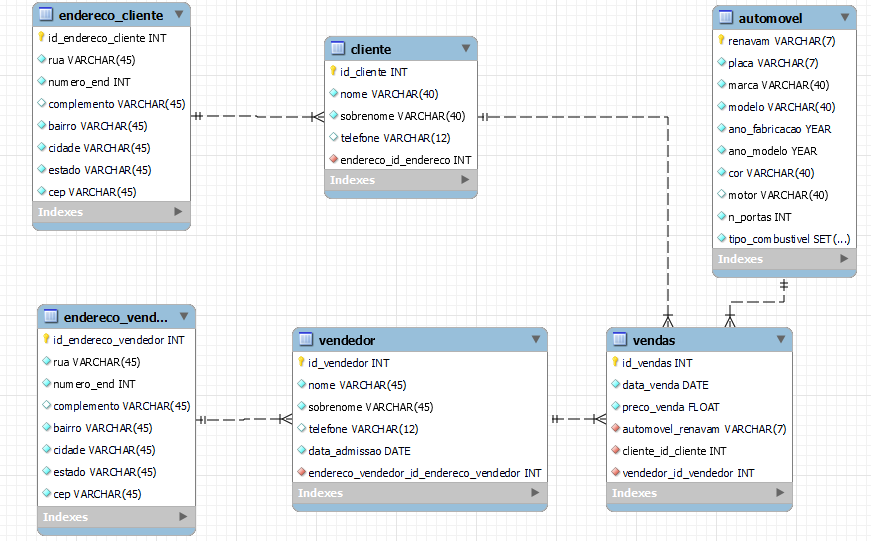 endereco_cliente
id_endereco_cliente INT
rua VARCHAR(45)
numero_end INT
complemento VARCHAR(45)
bairro VARCHAR(45)
cidade VARCHAR(45)
estado VARCHAR(45)
cep VARCHAR(45)
Indexes
cliente
id_cliente INT
nome VARCHAR(40)
sobrenome VARCHAR(40)
telefone VARCHAR(12)
endereco_id_endereco INT
Indexes
automovel
renavam VARCHAR(7)
placa VARCHAR(7)
marca VARCHAR(40)
modelo VARCHAR(40)
ano_fabricacao YEAR
ano_modelo YEAR
cor VARCHAR(40)
motor VARCHAR(40)
n_portas INT
tipo_combustivel SET(...)
Indexes
endereco_vend...
id_endereco_vendedor INT
rua VARCHAR(45)
numero_end INT
complemento VARCHAR(45)
bairro VARCHAR(45)
cidade VARCHAR(45)
estado VARCHAR(45)
cep VARCHAR(45)
Indexes
vendedor
id_vendedor INT
nome VARCHAR(45)
sobrenome VARCHAR(45)
telefone VARCHAR(12)
data_admissao DATE
endereco_vendedor_id_endereco_vendedor INT
Indexes
vendas
id_vendas INT
data_venda DATE
preco_venda FLOAT
automovel_renavam VARCHAR(7)
cliente_id_cliente INT
vendedor_id_vendedor INT
Indexes